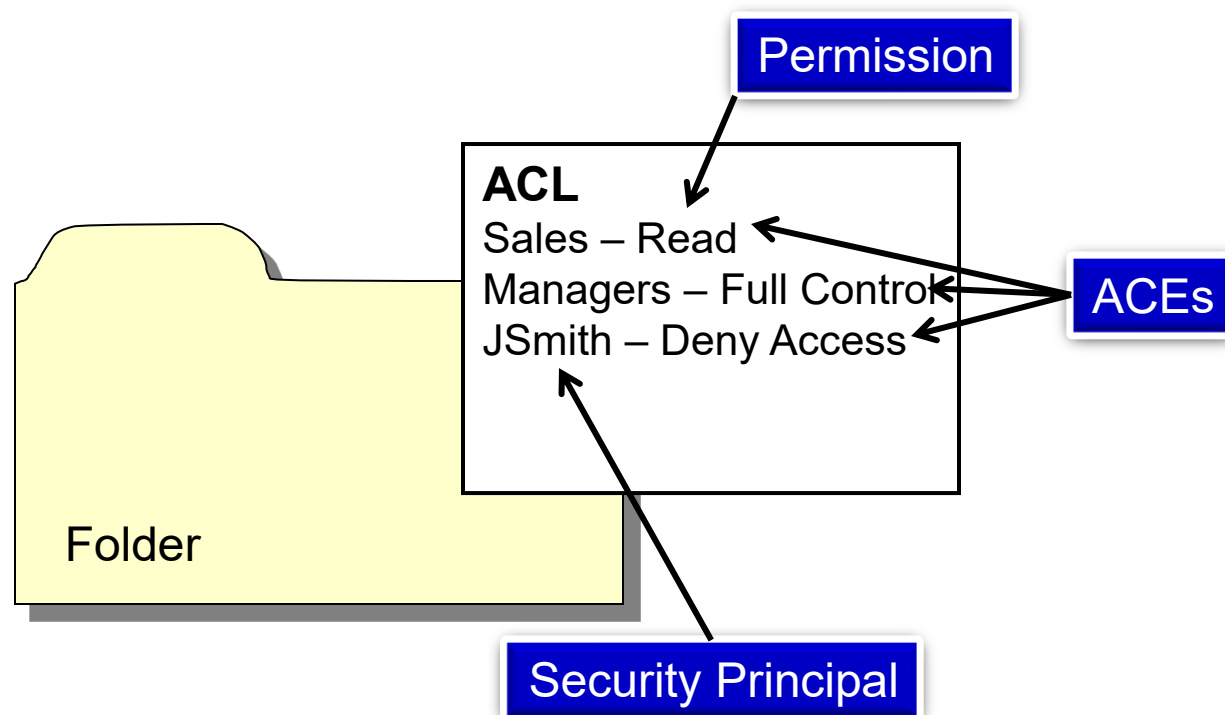 Permission
ACL
Sales – Read
Managers – Full Control
JSmith – Deny Access
ACEs
Folder
Security Principal